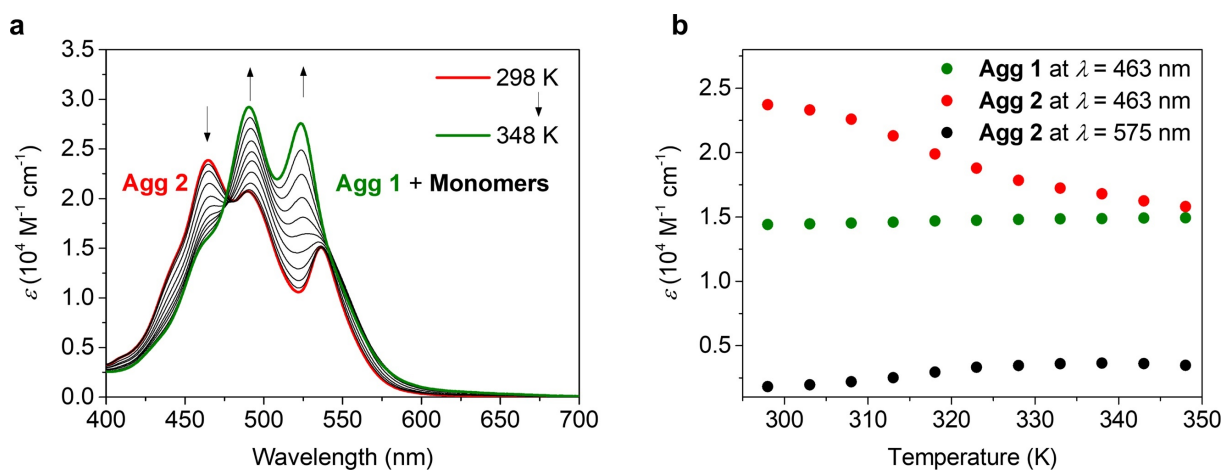 a
3.5
3.0
2.5
2.0
1.5
1.0
0.5
0.0
ε (10⁴ M⁻¹ cm⁻¹)
298 K
348 K
Agg 2
Agg 1 + Monomers
400 450 500 550 600 650 700
Wavelength (nm)
b
2.5
2.0
1.5
1.0
0.5
ε (10⁴ M⁻¹ cm⁻¹)
Agg 1 at λ = 463 nm
Agg 2 at λ = 463 nm
Agg 2 at λ = 575 nm
300 310 320 330 340 350
Temperature (K)